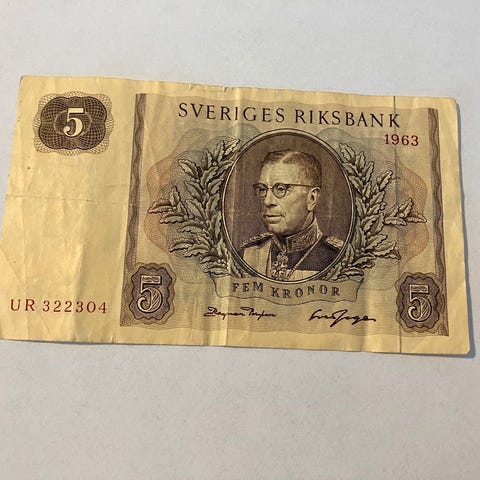 5
SVERIGES RIKSBANK
1963
FEM KRONOR
UR 322304
5
5